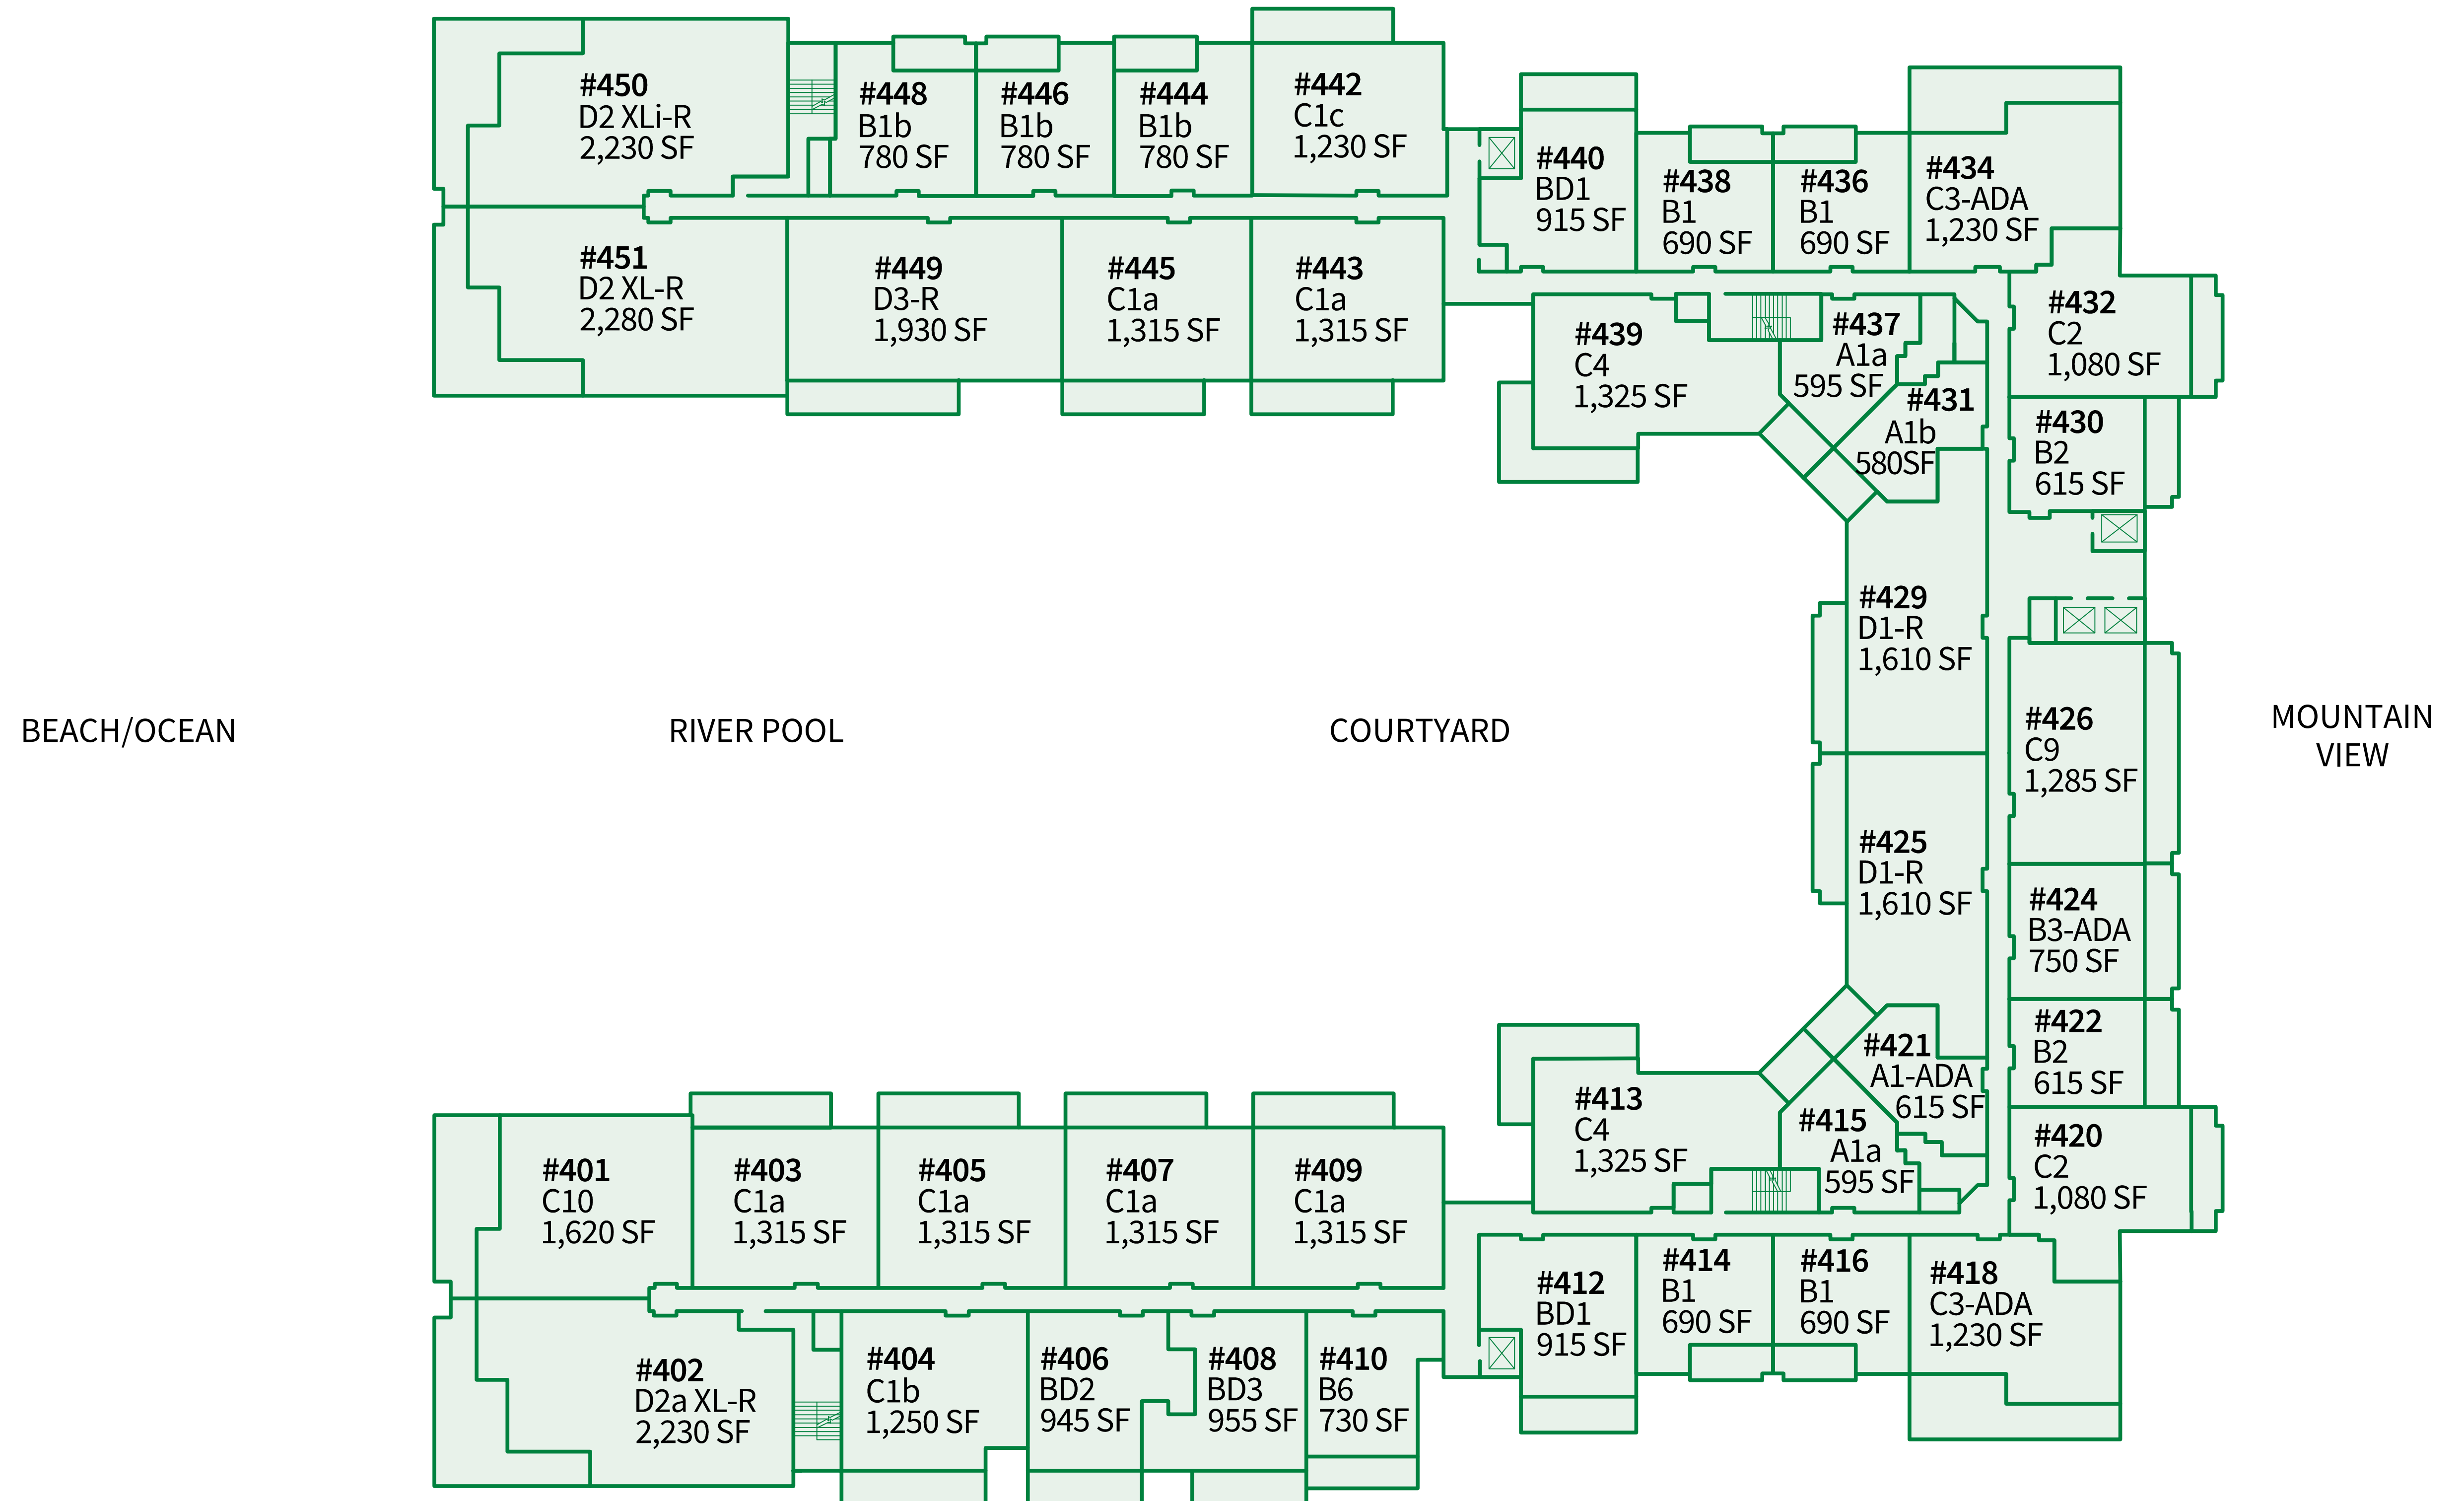 #450
D2 XLi-R
2,230 SF
#448
B1b
780 SF
#446
B1b
780 SF
#444
B1b
780 SF
#442
C1c
1,230 SF
#440
BD1
915 SF
#438
B1
690 SF
#436
B1
690 SF
#434
C3-ADA
1,230 SF
#451
D2 XL-R
2,280 SF
#449
D3-R
1,930 SF
#445
C1a
1,315 SF
#443
C1a
1,315 SF
#439
C4
1,325 SF
#437
A1a
595 SF
#431
A1b
580SF
#432
C2
1,080 SF
#430
B2
615 SF
#429
D1-R
1,610 SF
#426
C9
1,285 SF
BEACH/OCEAN
RIVER POOL
COURTYARD
MOUNTAIN
VIEW
#425
D1-R
1,610 SF
#424
B3-ADA
750 SF
#422
B2
615 SF
#421
A1-ADA
615 SF
#420
C2
1,080 SF
#413
C4
1,325 SF
#415
A1a
595 SF
#401
C10
1,620 SF
#403
C1a
1,315 SF
#405
C1a
1,315 SF
#407
C1a
1,315 SF
#409
C1a
1,315 SF
#412
BD1
915 SF
#414
B1
690 SF
#416
B1
690 SF
#418
C3-ADA
1,230 SF
#402
D2a XL-R
2,230 SF
#404
C1b
1,250 SF
#406
BD2
945 SF
#408
BD3
955 SF
#410
B6
730 SF